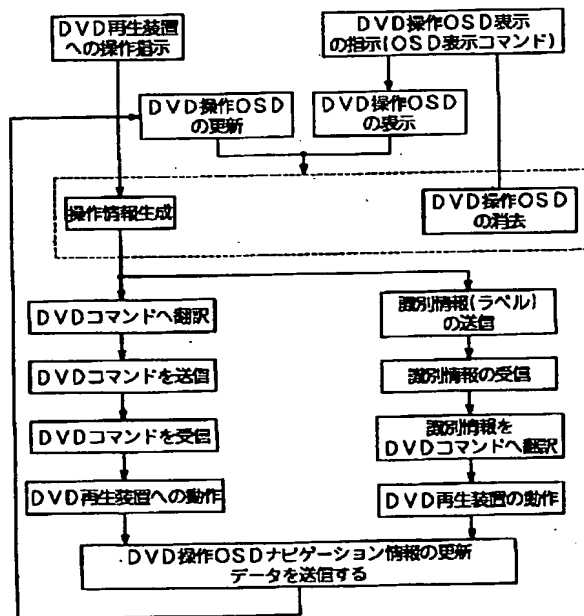 DVD再生装置
への操作指示
DVD操作OSD表示
の指示(OSD表示コマンド)
DVD操作OSD
の更新
DVD操作OSD
の表示
操作情報生成
DVD操作OSD
の消去
DVDコマンドへ翻訳
識別情報(ラベル)
の送信
DVDコマンドを送信
識別情報の受信
DVDコマンドを受信
識別情報を
DVDコマンドへ翻訳
DVD再生装置への動作
DVD再生装置の動作
DVD操作OSDナビゲーション情報の更新
データを送信する